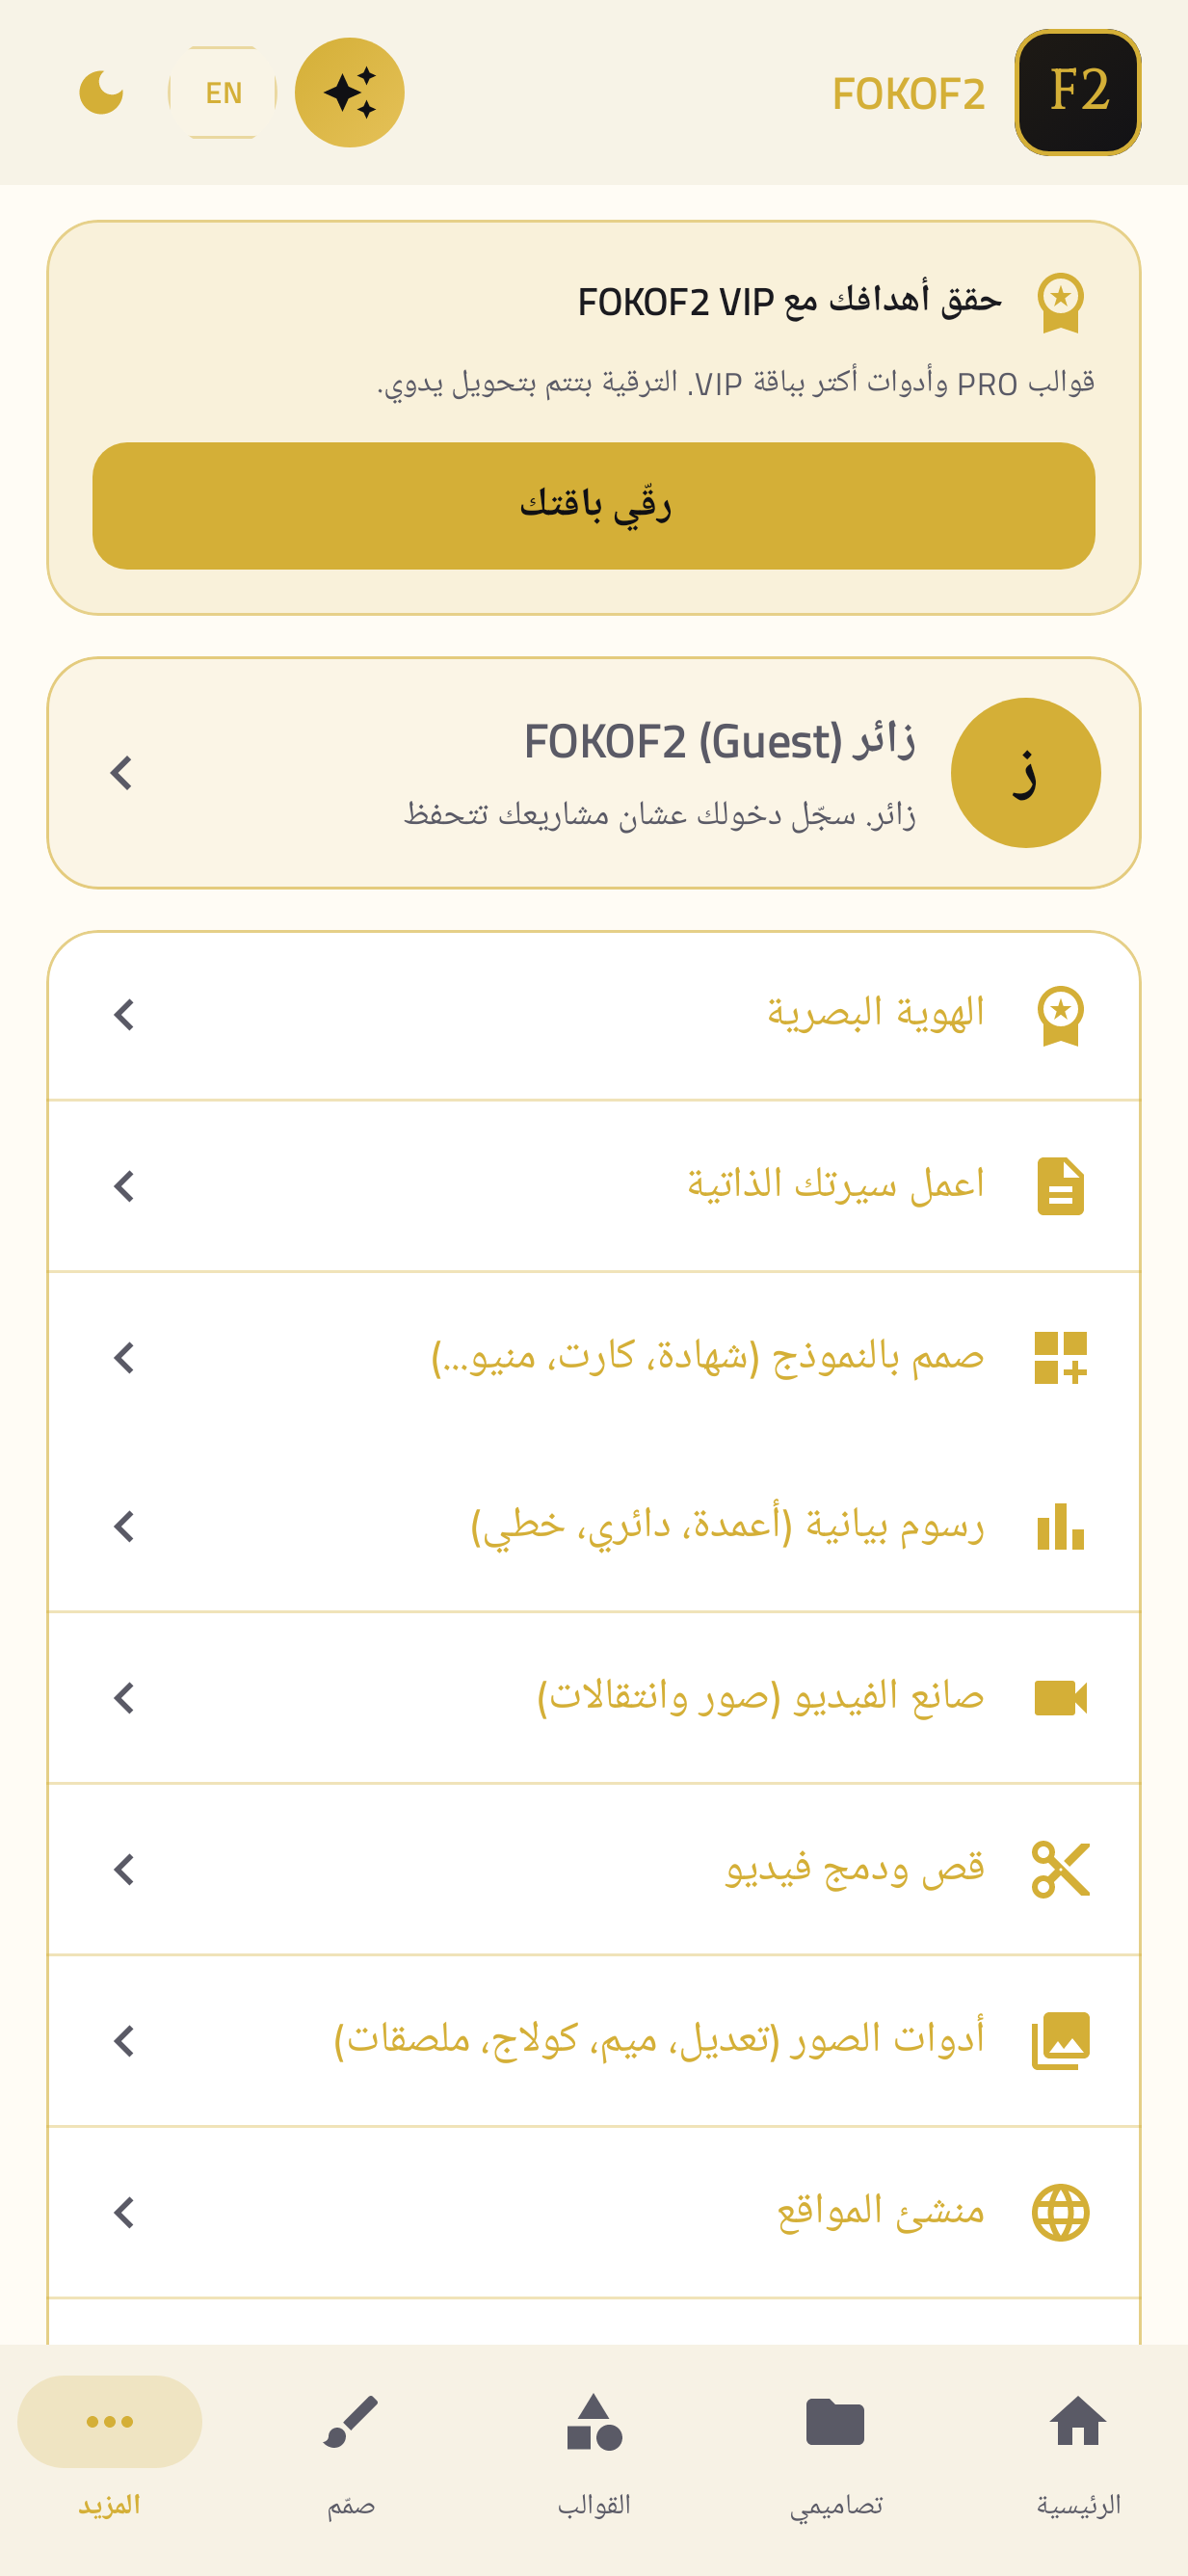 F2
FOKOF2
EN
حقق أهدافك مع FOKOF2 VIP
قوالب PRO وأدوات أكتر بباقة VIP. الترقية بتتم بتحويل يدوي.
رقّي باقتك
ز
زائر FOKOF2 (Guest)
زائر. سجّل دخولك عشان مشاريعك تتحفظ
الهوية البصرية
اعمل سيرتك الذاتية
صمم بالنموذج (شهادة، كارت، منيو...)
رسوم بيانية (أعمدة، دائري، خطي)
صانع الفيديو (صور وانتقالات)
قص ودمج فيديو
أدوات الصور (تعديل، ميم، كولاج، ملصقات)
منشئ المواقع
الرئيسية
تصاميمي
القوالب
صمّم
المزيد